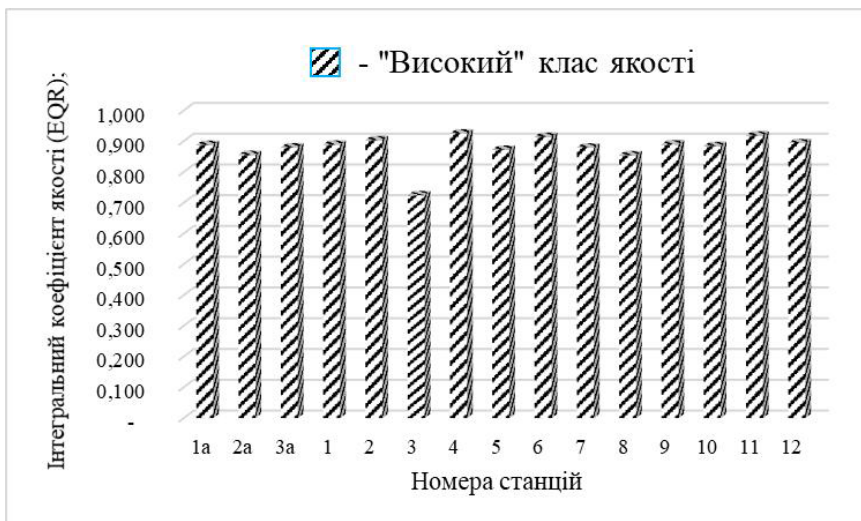 - "Високий" клас якості
Інтегральний коефіцієнт якості (EQR);
1,000
0,900
0,800
0,700
0,600
0,500
0,400
0,300
0,200
0,100
-
1а 2а 3а 1 2 3 4 5 6 7 8 9 10 11 12
Номера станцій